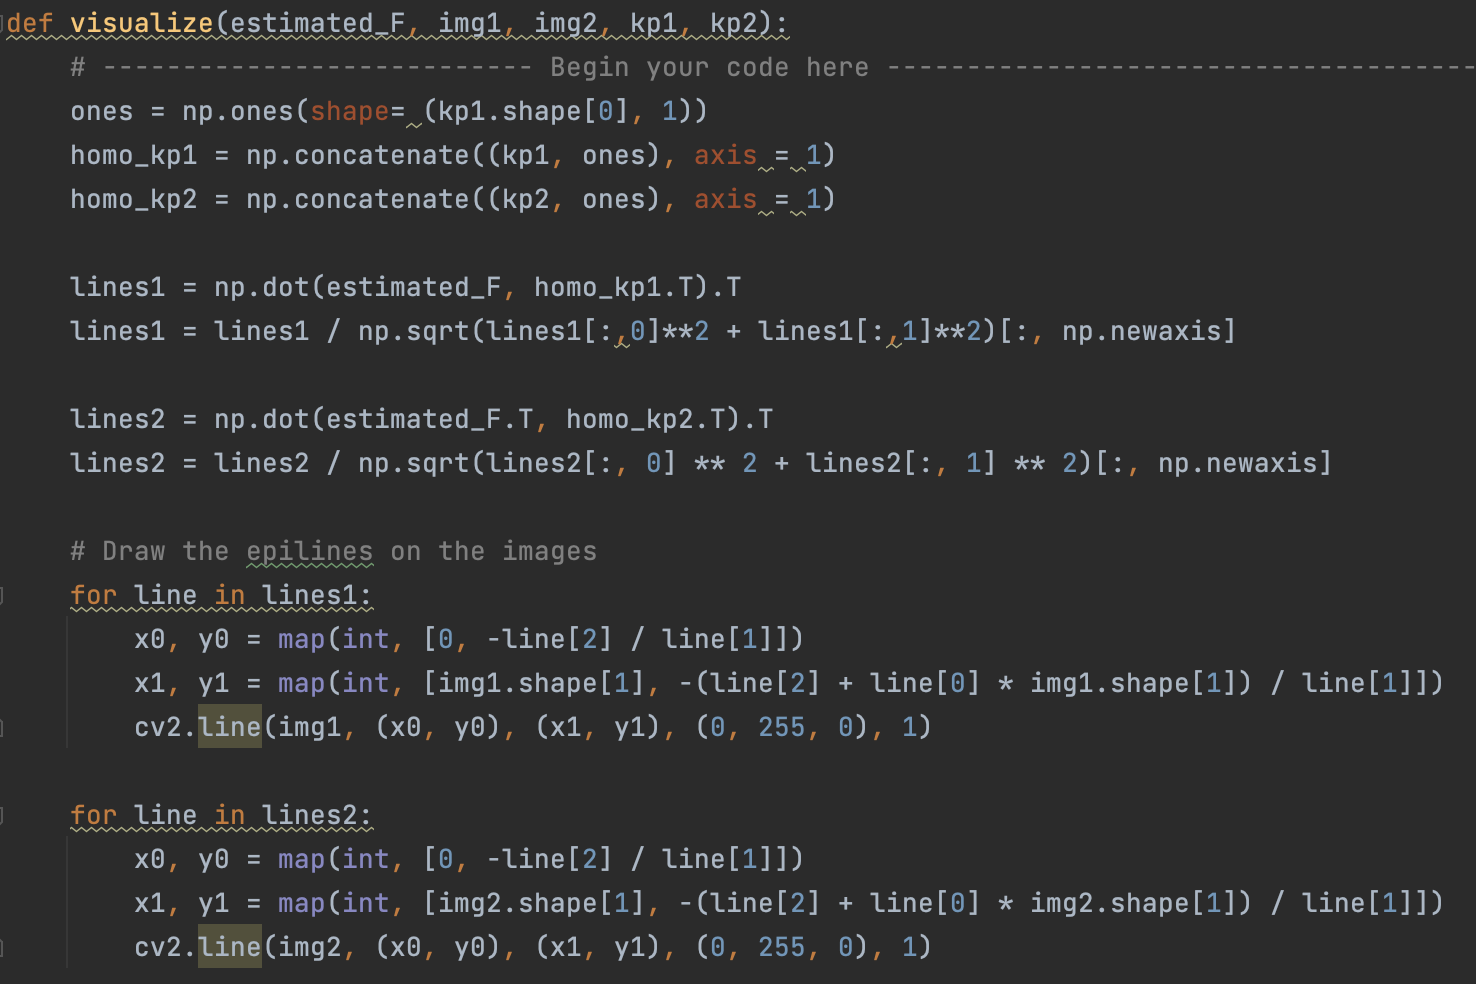 def visualize(estimated_F, img1, img2, kp1, kp2):
    # --------------------------- Begin your code here -------------------------------------
    ones = np.ones(shape= (kp1.shape[0], 1))
    homo_kp1 = np.concatenate((kp1, ones), axis = 1)
    homo_kp2 = np.concatenate((kp2, ones), axis = 1)

    lines1 = np.dot(estimated_F, homo_kp1.T).T
    lines1 = lines1 / np.sqrt(lines1[:,0]**2 + lines1[:,1]**2)[:, np.newaxis]

    lines2 = np.dot(estimated_F.T, homo_kp2.T).T
    lines2 = lines2 / np.sqrt(lines2[:, 0] ** 2 + lines2[:, 1] ** 2)[:, np.newaxis]

    # Draw the epilines on the images
    for line in lines1:
        x0, y0 = map(int, [0, -line[2] / line[1]])
        x1, y1 = map(int, [img1.shape[1], -(line[2] + line[0] * img1.shape[1]) / line[1]])
        cv2.line(img1, (x0, y0), (x1, y1), (0, 255, 0), 1)

    for line in lines2:
        x0, y0 = map(int, [0, -line[2] / line[1]])
        x1, y1 = map(int, [img2.shape[1], -(line[2] + line[0] * img2.shape[1]) / line[1]])
        cv2.line(img2, (x0, y0), (x1, y1), (0, 255, 0), 1)